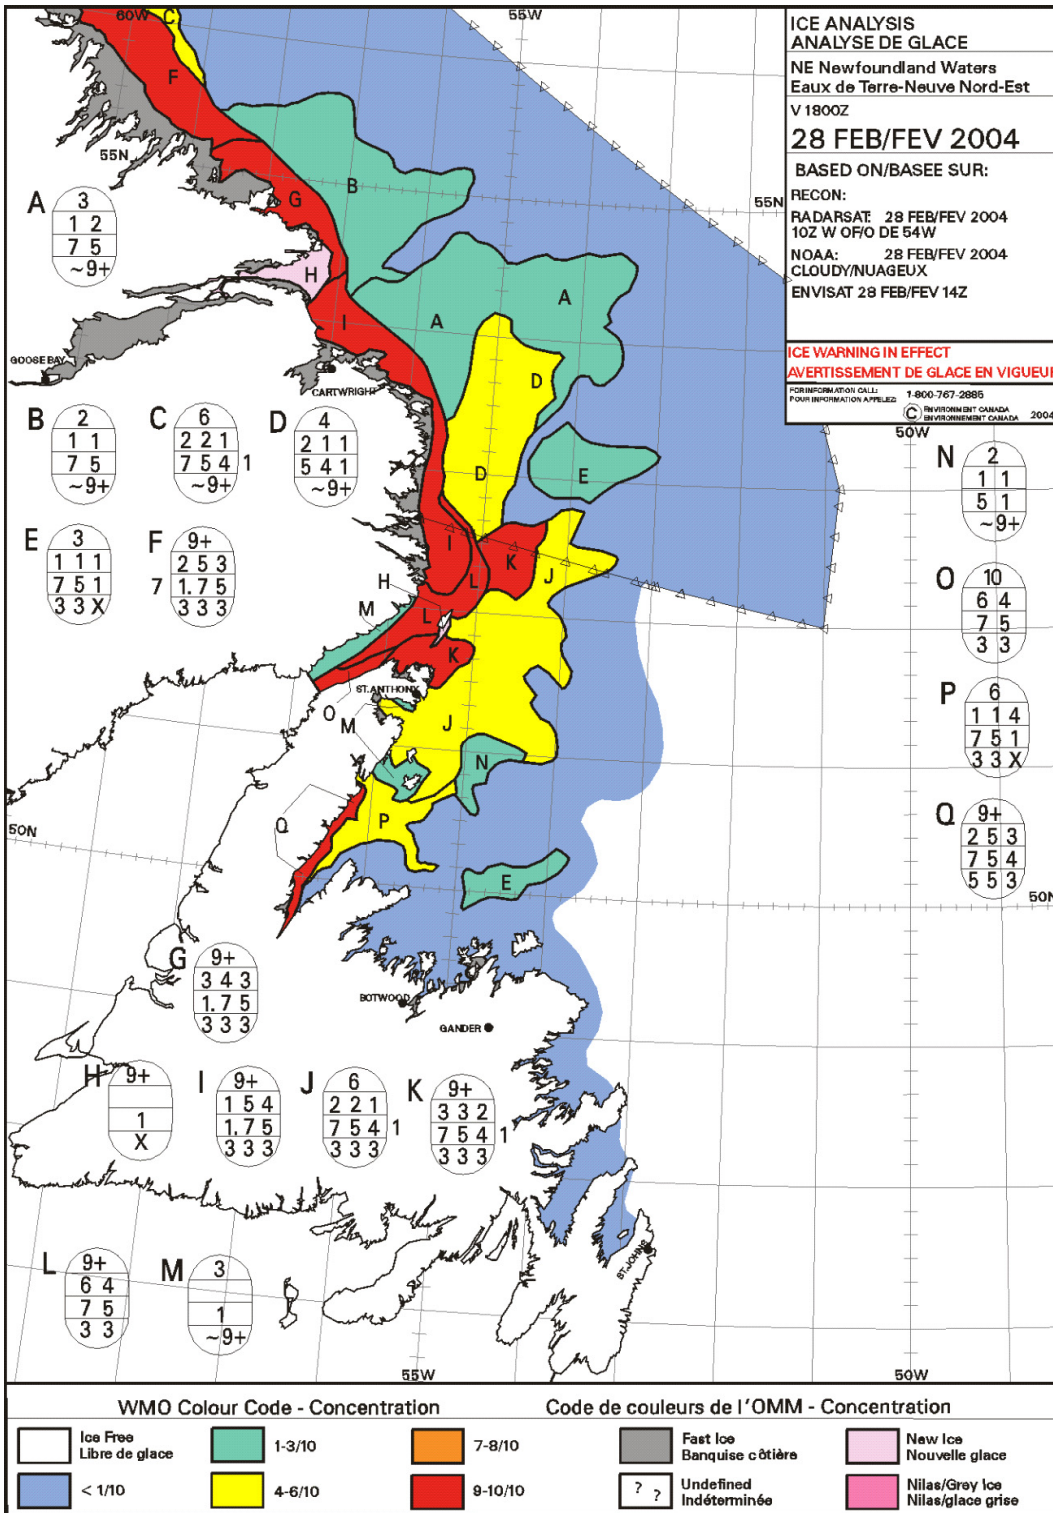 60W
55W
C
F
55N
B
G
H
A
A
I
D
D
E
I
L
K
J
H
M
L
K
O
M
J
N
Q
P
E
55N
50W
50N
50N
55W
50W
GOOSE BAY
CARTWRIGHT
ST. ANTHONY
BOTWOOD
GANDER
ST.JOHNS
ICE ANALYSIS
ANALYSE DE GLACE
NE Newfoundland Waters
Eaux de Terre-Neuve Nord-Est
V 1800Z
28 FEB/FEV 2004
BASED ON/BASEE SUR:
RECON:
RADARSAT: 28 FEB/FEV 2004
10Z W OF/O DE 54W
NOAA: 28 FEB/FEV 2004
CLOUDY/NUAGEUX
ENVISAT 28 FEB/FEV 14Z
ICE WARNING IN EFFECT
AVERTISSEMENT DE GLACE EN VIGUEUR
FOR INFORMATION CALL: 1-800-767-2885
POUR INFORMATION APPELEZ:
C ENVIRONMENT CANADA 2004
ENVIRONNEMENT CANADA
A
3
1 2
7 5
~9+
B
2
1 1
7 5
~9+
C
6
2 2 1
7 5 4 1
~9+
D
4
2 1 1
5 4 1
~9+
E
3
1 1 1
7 5 1
3 3 X
F
9+
2 5 3
7 1. 7 5
3 3 3
G
9+
3 4 3
1. 7 5
3 3 3
H
9+
1
X
I
9+
1 5 4
1. 7 5
3 3 3
J
6
2 2 1
7 5 4 1
3 3 3
K
9+
3 3 2
7 5 4 1
3 3 3
L
9+
6 4
7 5
3 3
M
3
1
~9+
N
2
1 1
5 1
~9+
O
10
6 4
7 5
3 3
P
6
1 1 4
7 5 1
3 3 X
Q
9+
2 5 3
7 5 4
5 5 3
WMO Colour Code - Concentration
Code de couleurs de l'OMM - Concentration
Ice Free
Libre de glace
1-3/10
7-8/10
Fast Ice
Banquise côtière
New Ice
Nouvelle glace
< 1/10
4-6/10
9-10/10
? ?
Undefined
Indéterminée
Nilas/Grey Ice
Nilas/glace grise